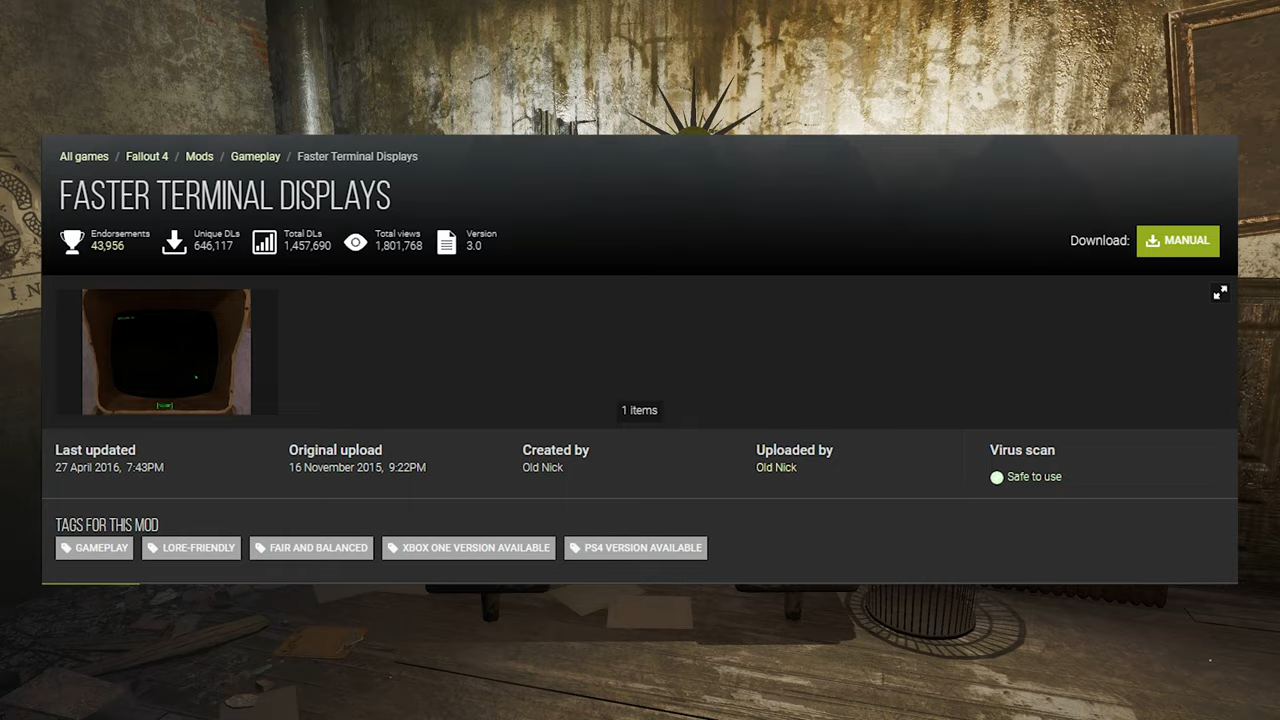 All games / Fallout 4 / Mods / Gameplay / Faster Terminal Displays
FASTER TERMINAL DISPLAYS
Endorsements
43,956
Unique DLs
646,117
Total DLs
1,457,690
Total views
1,801,768
Version
3.0
Download:
MANUAL
1 items
Last updated
27 April 2016, 7:43PM
Original upload
16 November 2015, 9:22PM
Created by
Old Nick
Uploaded by
Old Nick
Virus scan
Safe to use
TAGS FOR THIS MOD
GAMEPLAY
LORE-FRIENDLY
FAIR AND BALANCED
XBOX ONE VERSION AVAILABLE
PS4 VERSION AVAILABLE